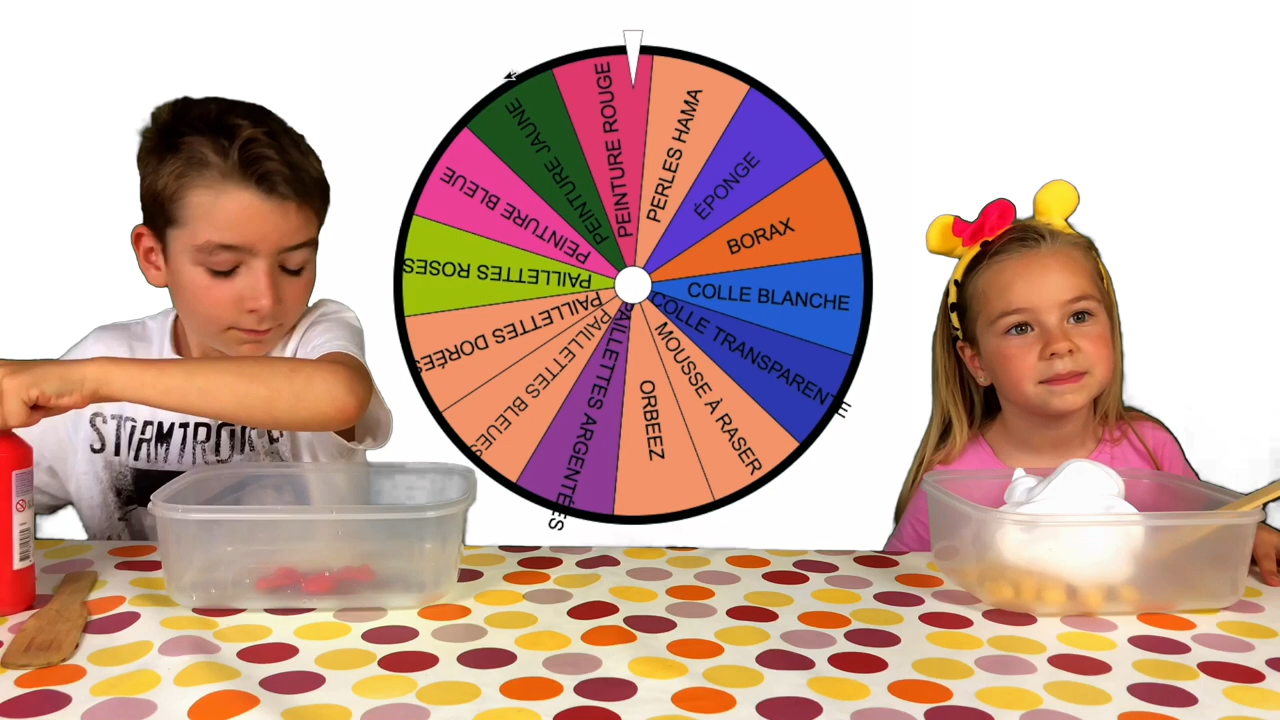 PEINTURE ROUGE
PERLES HAMA
ÉPONGE
BORAX
COLLE BLANCHE
COLLE TRANSPARENTE
MOUSSE À RASER
ORBEEZ
PAILLETTES ARGENTÉES
PAILLETTES BLEUES
PAILLETTES DORÉES
PAILLETTES ROSES
PEINTURE BLEUE
PEINTURE JAUNE